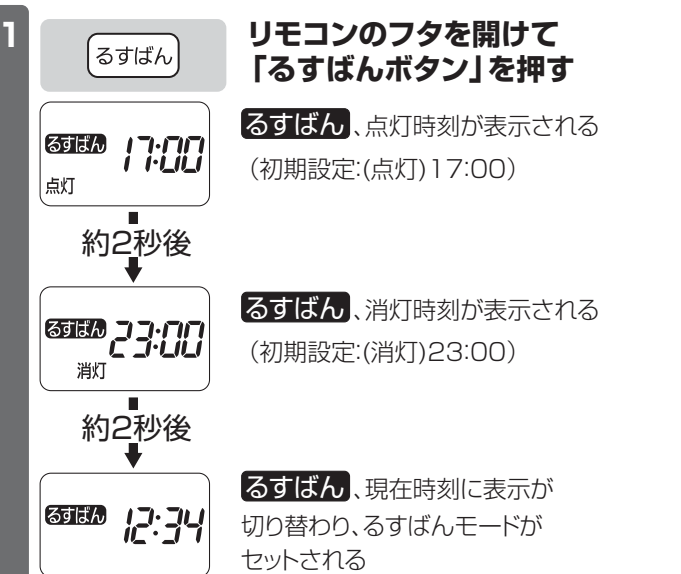 1
るすばん
リモコンのフタを開けて
「るすばんボタン」を押す
るすばん 17:00
点灯
るすばん、点灯時刻が表示される
（初期設定:(点灯)17:00）
約2秒後
るすばん 23:00
消灯
るすばん、消灯時刻が表示される
（初期設定:(消灯)23:00）
約2秒後
るすばん 12:34
るすばん、現在時刻に表示が
切り替わり、るすばんモードが
セットされる